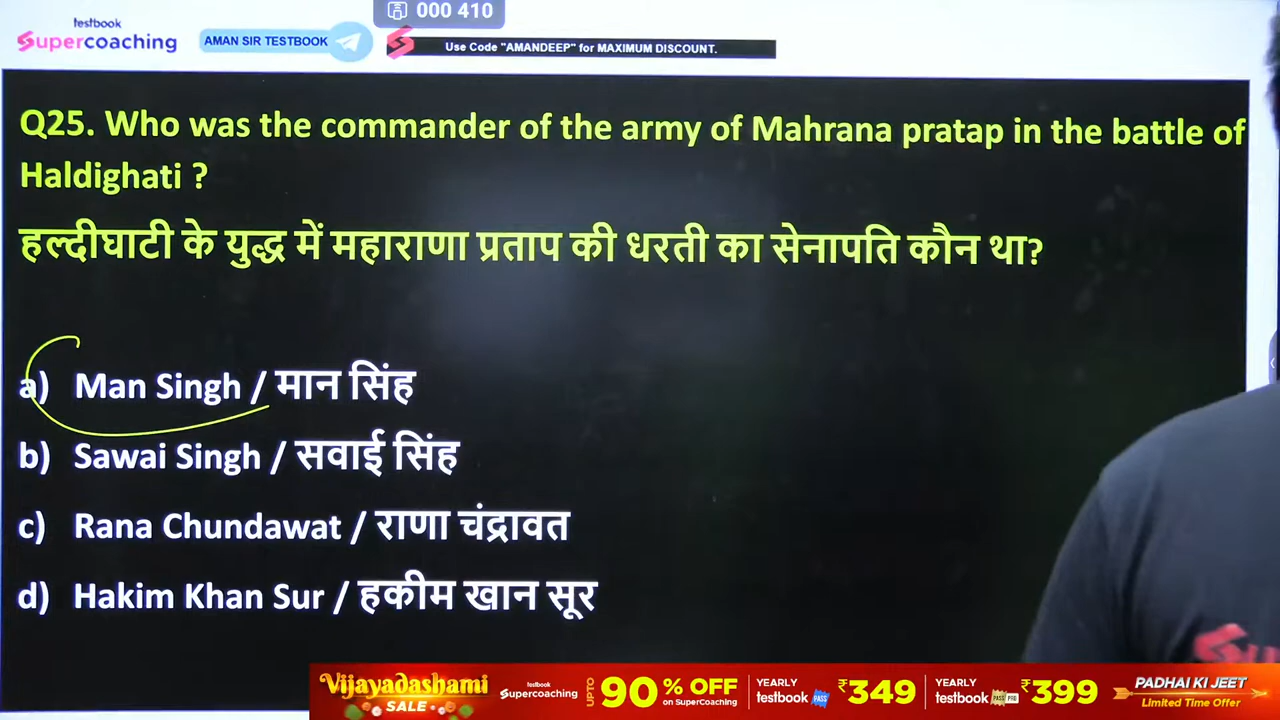 000 410
testbook
Supercoaching
AMAN SIR TESTBOOK
Use Code "AMANDEEP" for MAXIMUM DISCOUNT.
Q25. Who was the commander of the army of Mahrana pratap in the battle of
Haldighati ?
हल्दीघाटी के युद्ध में महाराणा प्रताप की धरती का सेनापति कौन था?
a) Man Singh / मान सिंह
b) Sawai Singh / सवाई सिंह
c) Rana Chundawat / राणा चंद्रावत
d) Hakim Khan Sur / हकीम खान सूर
Vijayadashami
SALE
testbook
Supercoaching
UPTO
90% OFF
on SuperCoaching
YEARLY
testbook PASS
₹349
YEARLY
testbook PASS PRO
₹399
PADHAI KI JEET
Limited Time Offer